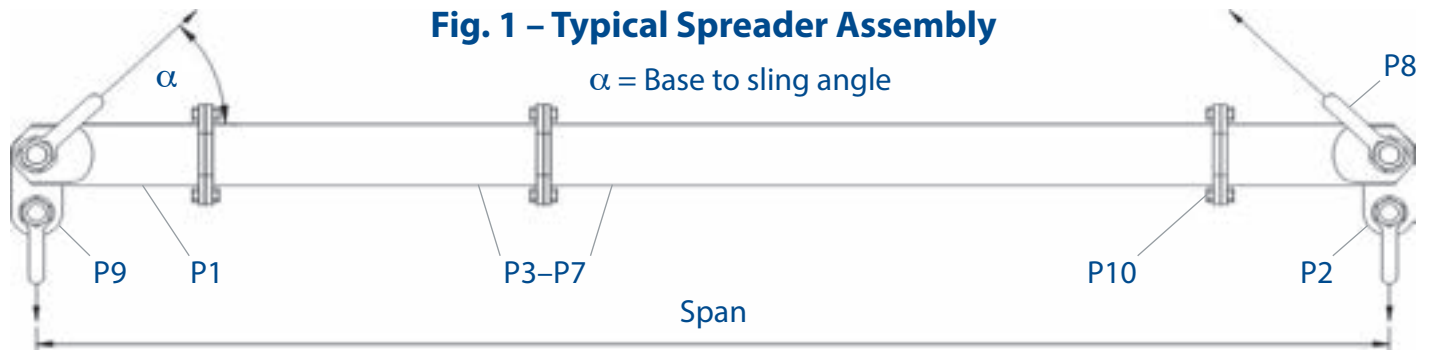 Fig. 1 – Typical Spreader Assembly
α = Base to sling angle
α
P8
P9
P1
P3–P7
P10
P2
Span